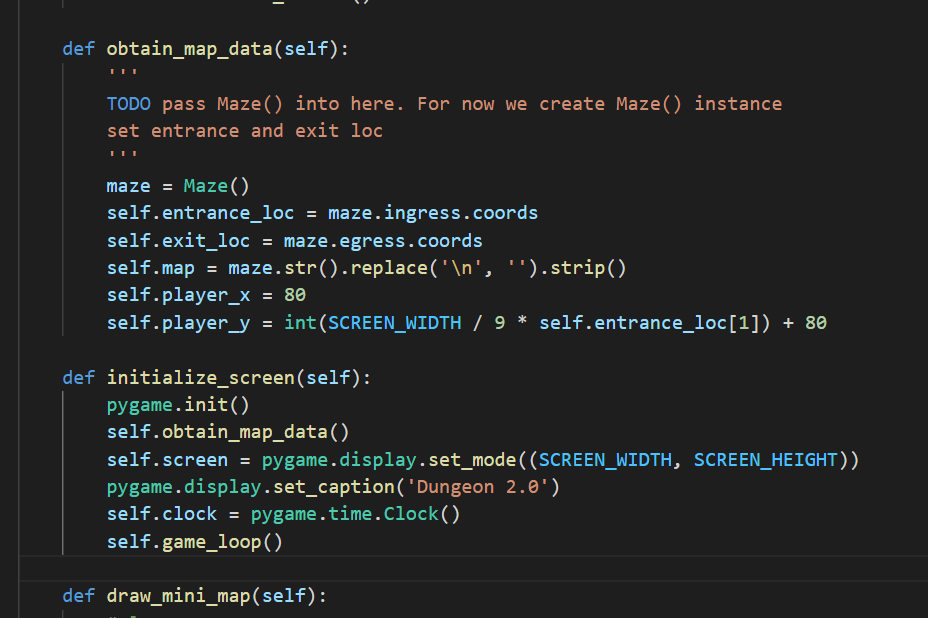 def obtain_map_data(self):
'''
TODO pass Maze() into here. For now we create Maze() instance
set entrance and exit loc
'''
maze = Maze()
self.entrance_loc = maze.ingress.coords
self.exit_loc = maze.egress.coords
self.map = maze.str().replace('\n', '').strip()
self.player_x = 80
self.player_y = int(SCREEN_WIDTH / 9 * self.entrance_loc[1]) + 80
def initialize_screen(self):
pygame.init()
self.obtain_map_data()
self.screen = pygame.display.set_mode((SCREEN_WIDTH, SCREEN_HEIGHT))
pygame.display.set_caption('Dungeon 2.0')
self.clock = pygame.time.Clock()
self.game_loop()
def draw_mini_map(self):